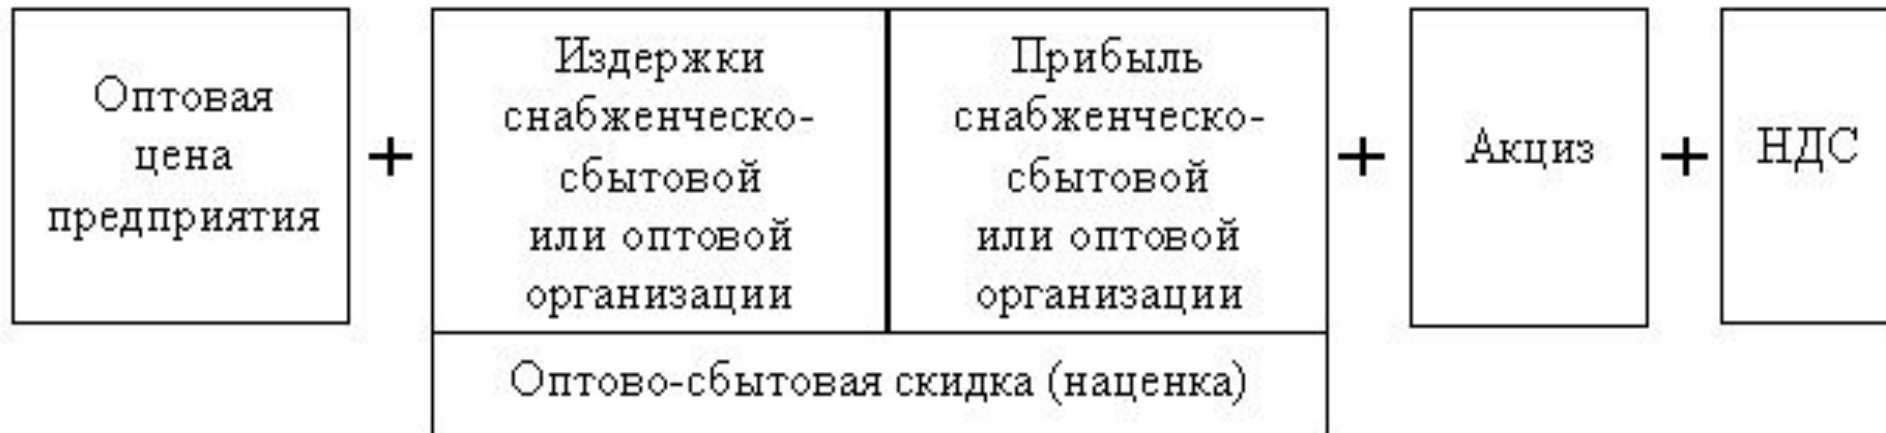 Оптовая
цена
предприятия
+
Издержки
снабженческо-
сбытовой
или оптовой
организации
Прибыль
снабженческо-
сбытовой
или оптовой
организации
Оптово-сбытовая скидка (наценка)
+
Акциз
+
НДС